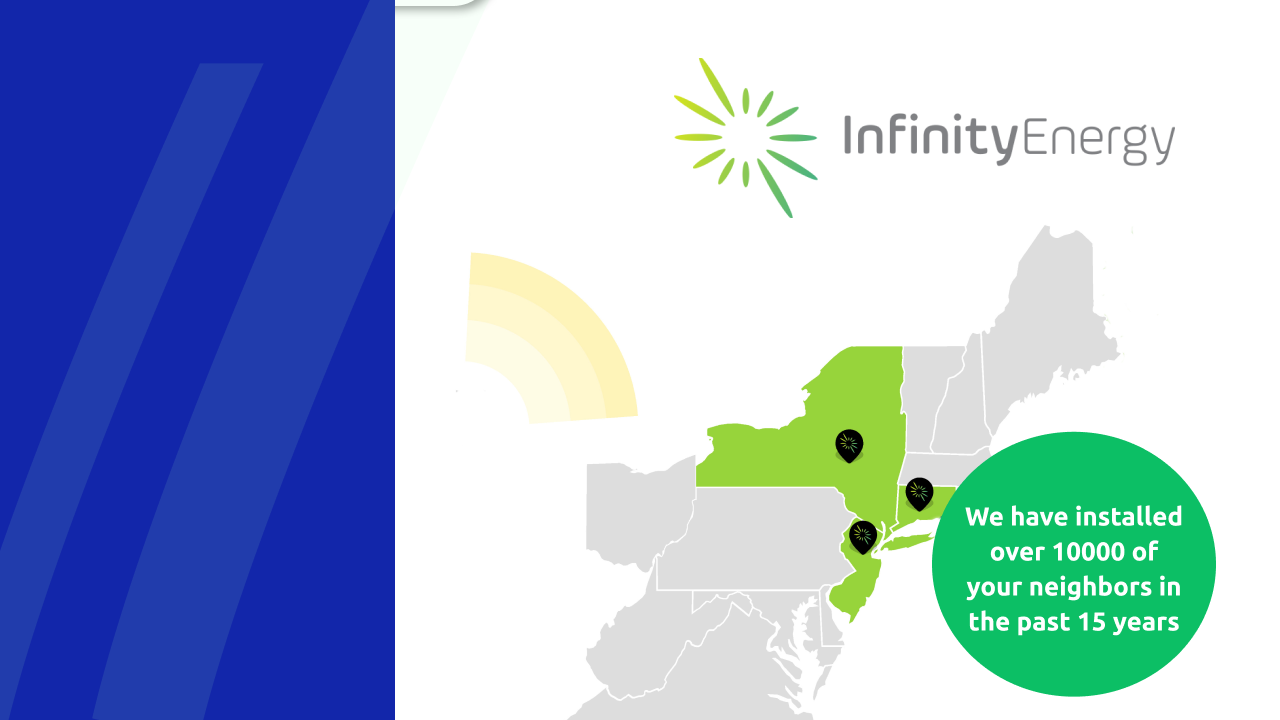 InfinityEnergy
We have installed
over 10000 of
your neighbors in
the past 15 years